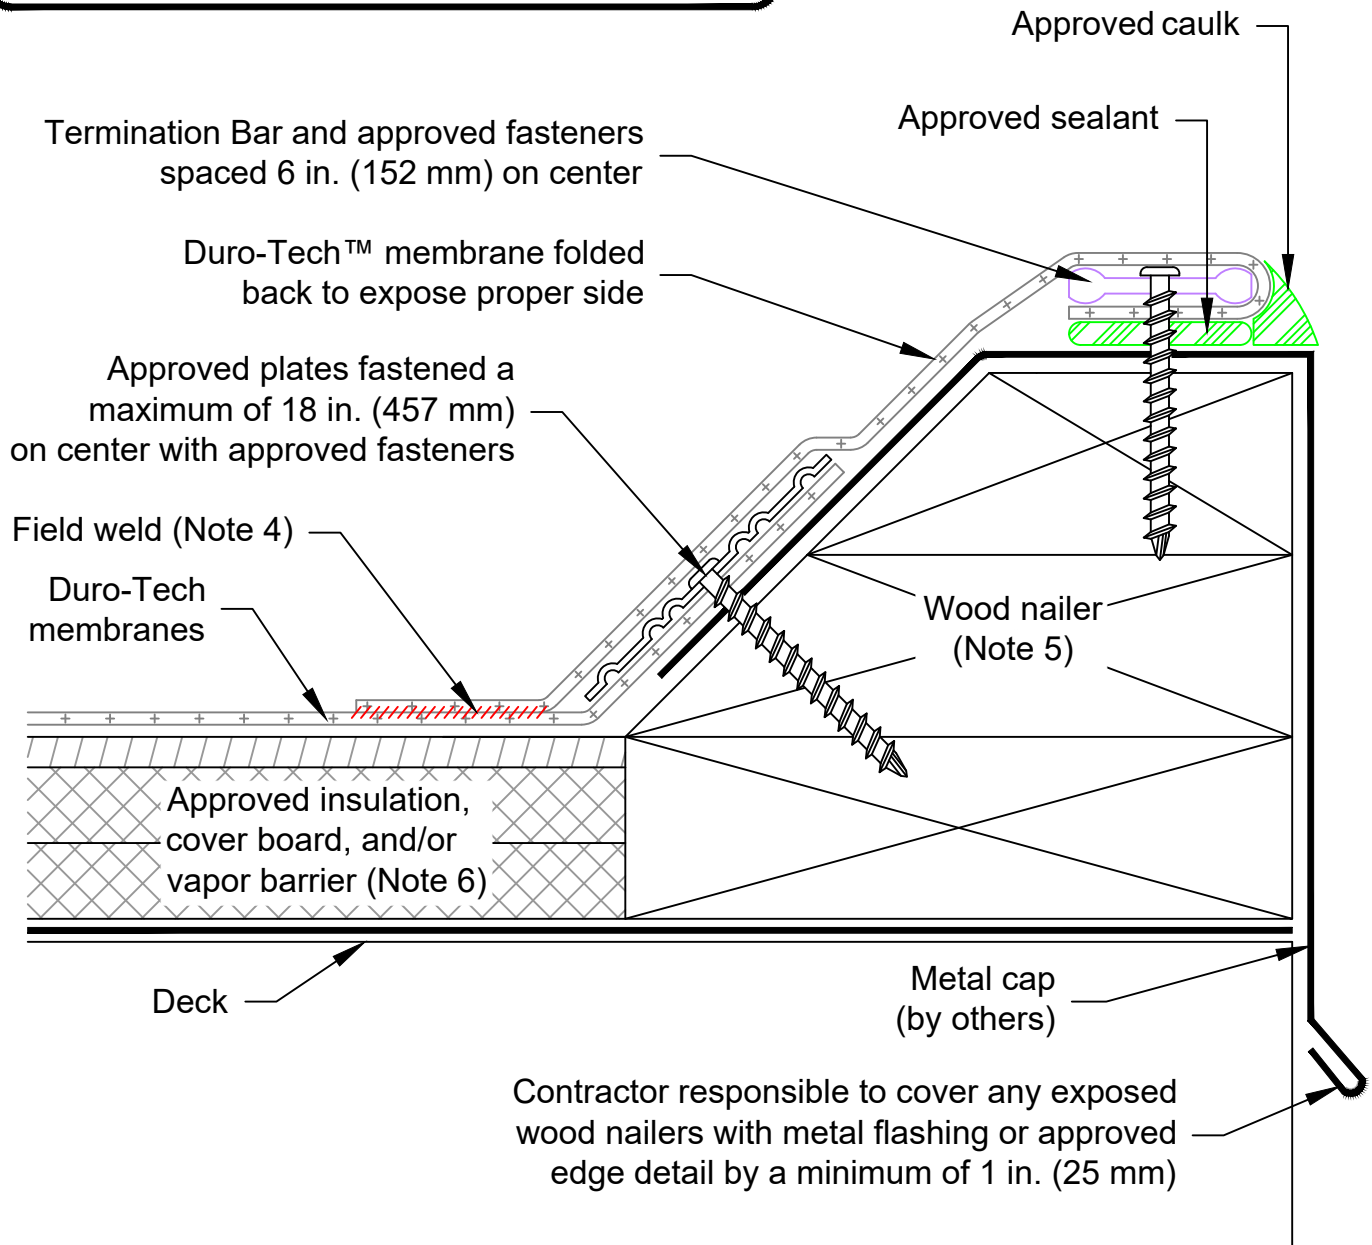 Approved caulk
Approved sealant
Termination Bar and approved fasteners
spaced 6 in. (152 mm) on center
Duro-Tech™ membrane folded
back to expose proper side
Approved plates fastened a
maximum of 18 in. (457 mm)
on center with approved fasteners
Field weld (Note 4)
Duro-Tech
membranes
Wood nailer
(Note 5)
Approved insulation,
cover board, and/or
vapor barrier (Note 6)
Deck
Metal cap
(by others)
Contractor responsible to cover any exposed
wood nailers with metal flashing or approved
edge detail by a minimum of 1 in. (25 mm)